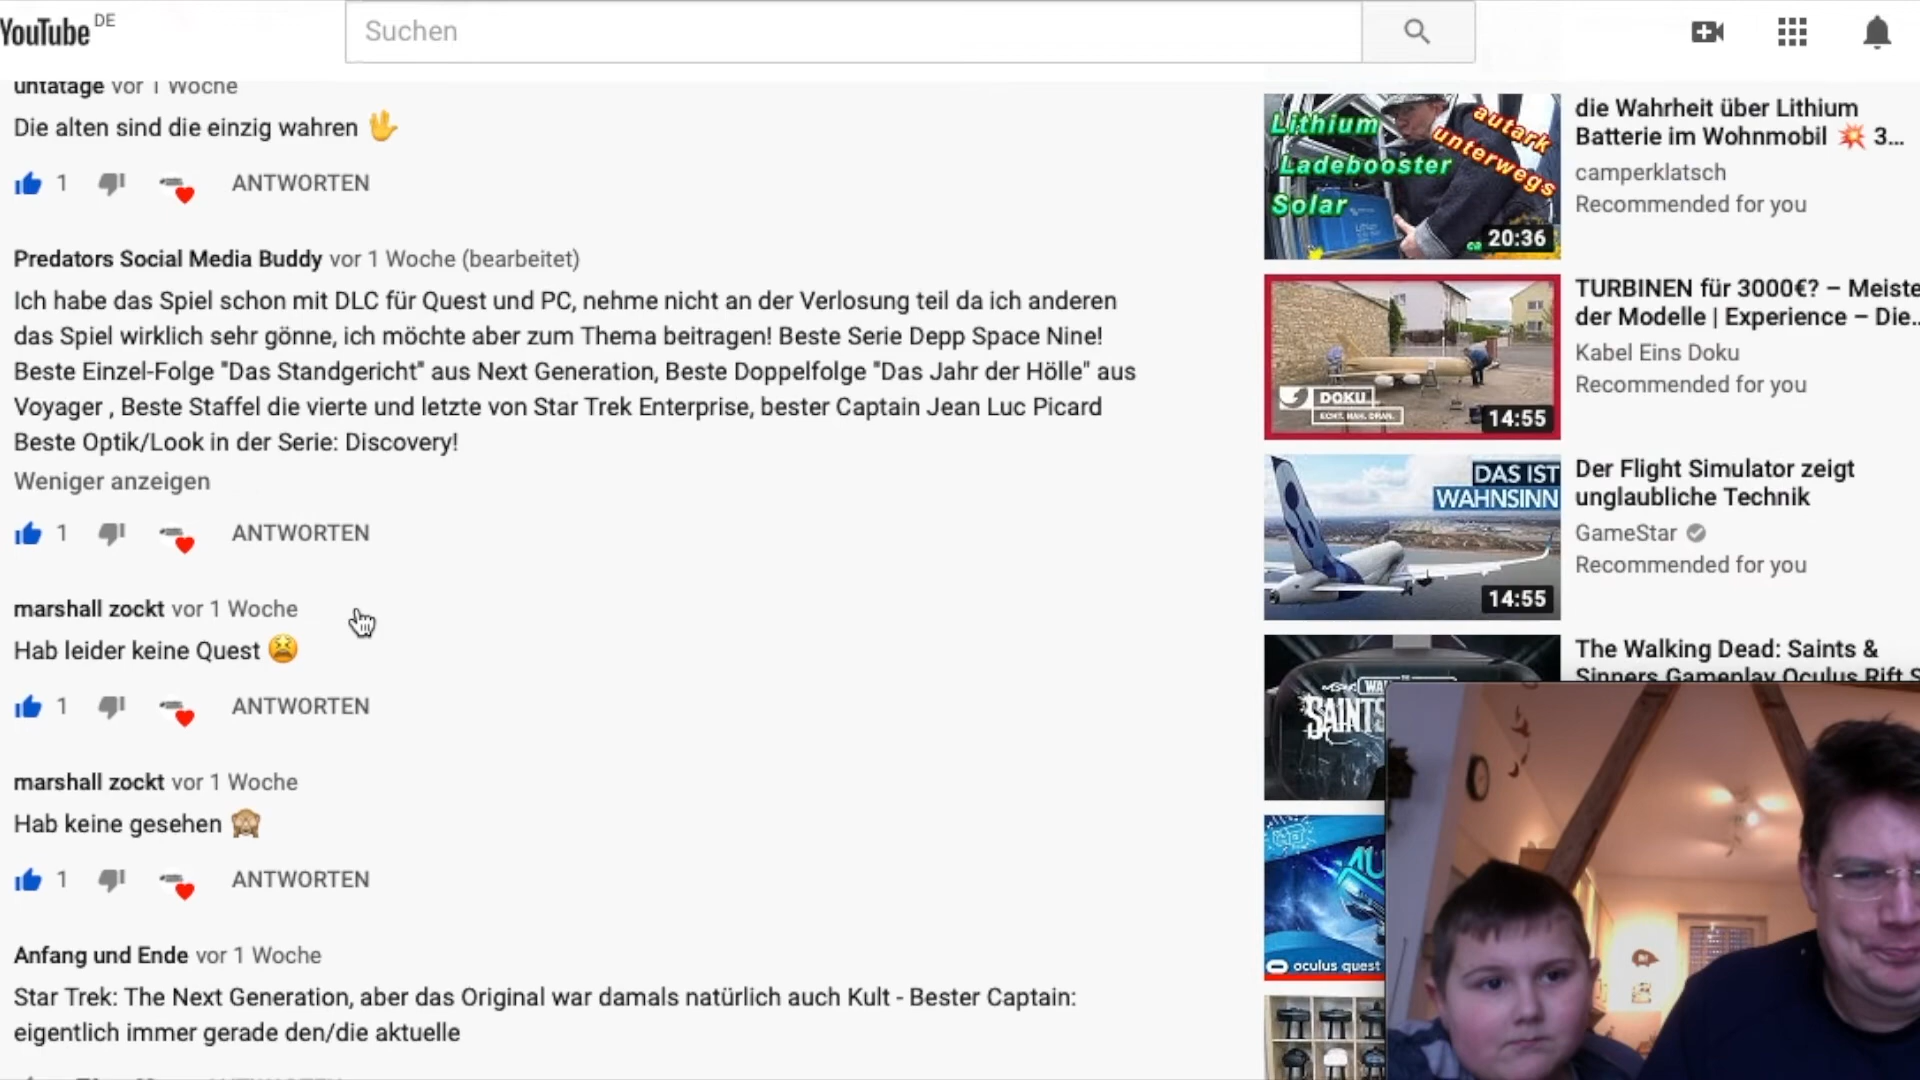 YouTube DE
Suchen
untatage vor 1 Woche
Die alten sind die einzig wahren 🖖
1 ANTWORTEN
Predators Social Media Buddy vor 1 Woche (bearbeitet)
Ich habe das Spiel schon mit DLC für Quest und PC, nehme nicht an der Verlosung teil da ich anderen
das Spiel wirklich sehr gönne, ich möchte aber zum Thema beitragen! Beste Serie Depp Space Nine!
Beste Einzel-Folge "Das Standgericht" aus Next Generation, Beste Doppelfolge "Das Jahr der Hölle" aus
Voyager , Beste Staffel die vierte und letzte von Star Trek Enterprise, bester Captain Jean Luc Picard
Beste Optik/Look in der Serie: Discovery!
Weniger anzeigen
1 ANTWORTEN
marshall zockt vor 1 Woche
Hab leider keine Quest 😫
1 ANTWORTEN
marshall zockt vor 1 Woche
Hab keine gesehen 🙈
1 ANTWORTEN
Anfang und Ende vor 1 Woche
Star Trek: The Next Generation, aber das Original war damals natürlich auch Kult - Bester Captain:
eigentlich immer gerade den/die aktuelle
Lithium
Ladebooster
Solar
autark
unterwegs
20:36
die Wahrheit über Lithium
Batterie im Wohnmobil 💥 3...
camperklatsch
Recommended for you
DOKU
ECHT. NAH. DRAN.
14:55
TURBINEN für 3000€? – Meiste
der Modelle | Experience – Die...
Kabel Eins Doku
Recommended for you
DAS IST
WAHNSINN
14:55
Der Flight Simulator zeigt
unglaubliche Technik
GameStar
Recommended for you
SAINTS
The Walking Dead: Saints &
Sinners Gameplay Oculus Rift S
oculus quest